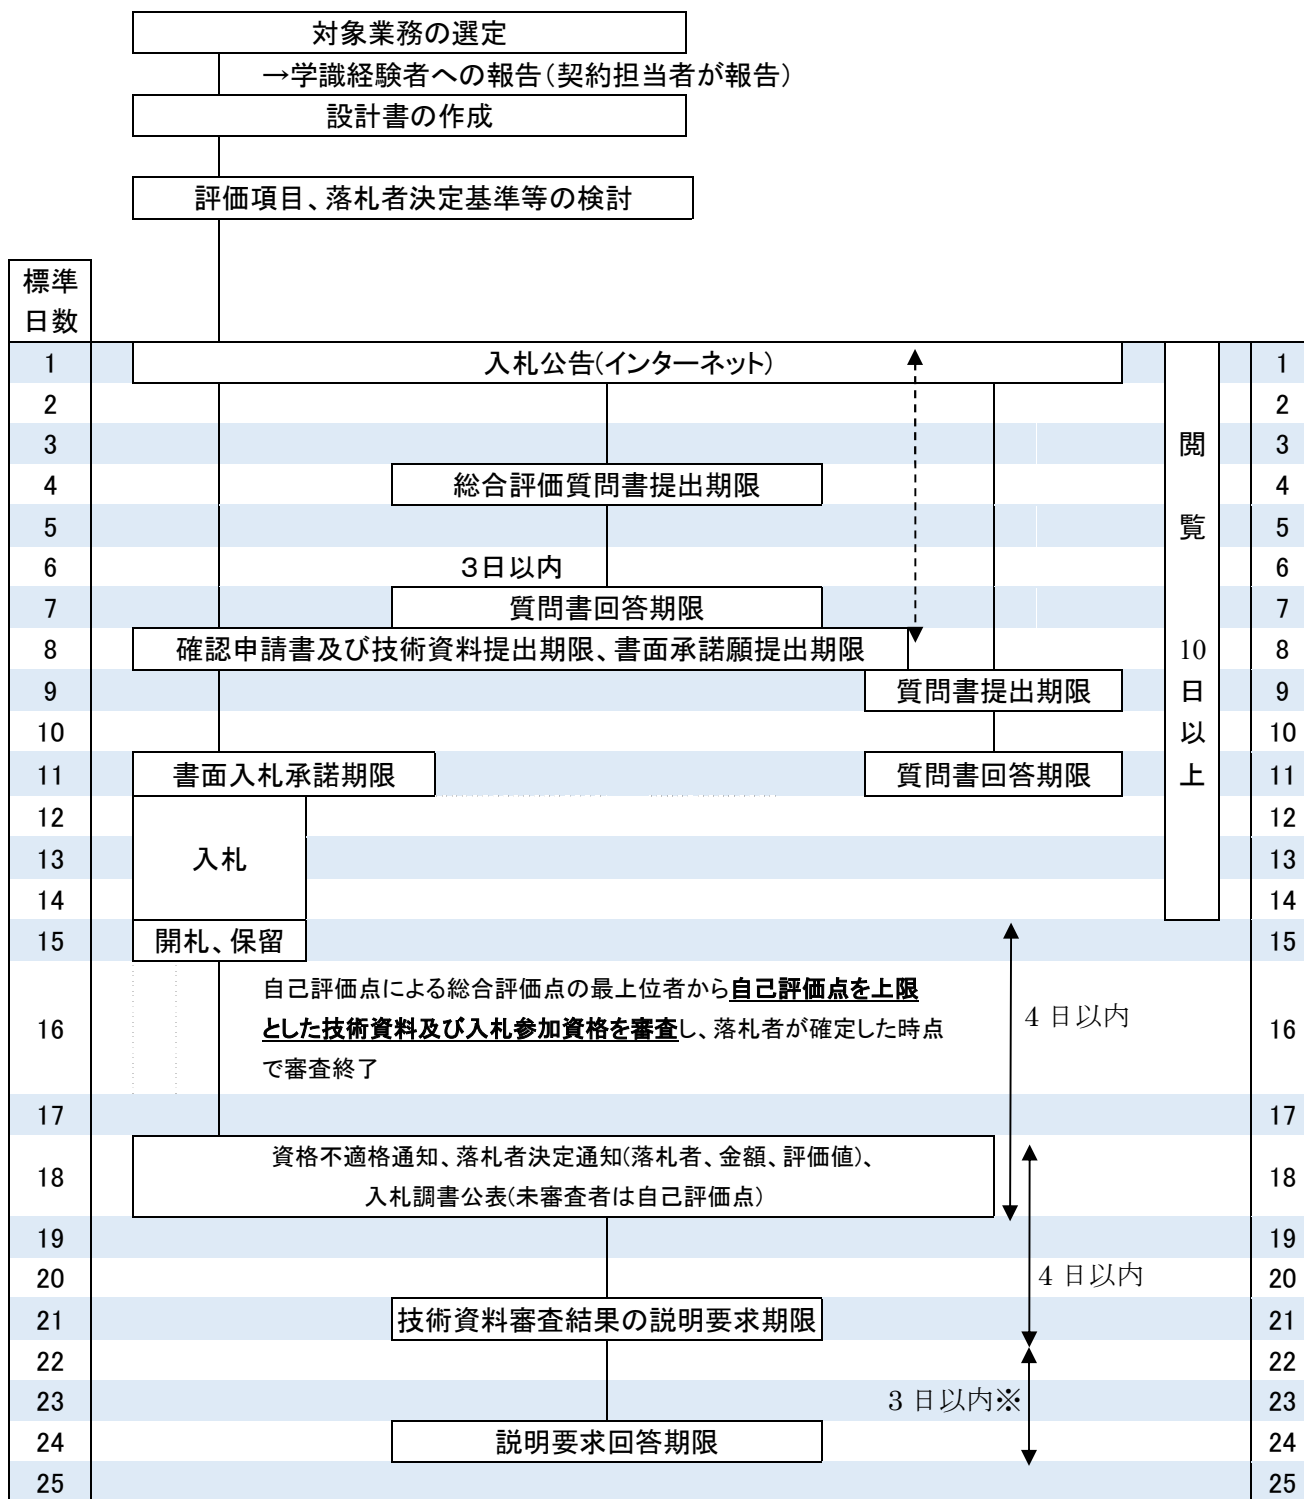 対象業務の選定
→学識経験者への報告（契約担当者が報告）
設計書の作成
評価項目、落札者決定基準等の検討
標準
日数
1 入札公告(インターネット) 1
2 2
3 3
4 総合評価質問書提出期限 4
5 5
6 3日以内 6
7 質問書回答期限 7
8 確認申請書及び技術資料提出期限、書面承諾願提出期限 8
9 質問書提出期限 9
10 10
11 書面入札承諾期限 質問書回答期限 11
12 12
13 入札 13
14 14
閲
覧
10
日
以
上
15 開札、保留 15
自己評価点による総合評価点の最上位者から自己評価点を上限
16 とした技術資料及び入札参加資格を審査し、落札者が確定した時点 4日以内 16
で審査終了
17 17
資格不適格通知、落札者決定通知(落札者、金額、評価値)、
18 18
入札調書公表(未審査者は自己評価点)
19 19
20 4日以内 20
21 技術資料審査結果の説明要求期限 21
22 22
23 3日以内※ 23
24 説明要求回答期限 24
25 25